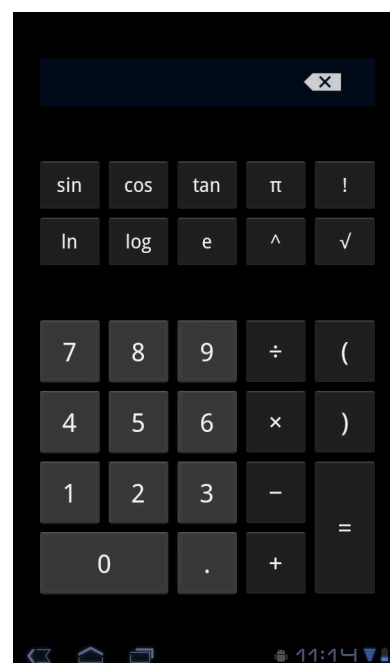 sin cos tan π !
ln log e ^ √
7 8 9 ÷ (
4 5 6 × )
1 2 3 − =
0 . +
11:14